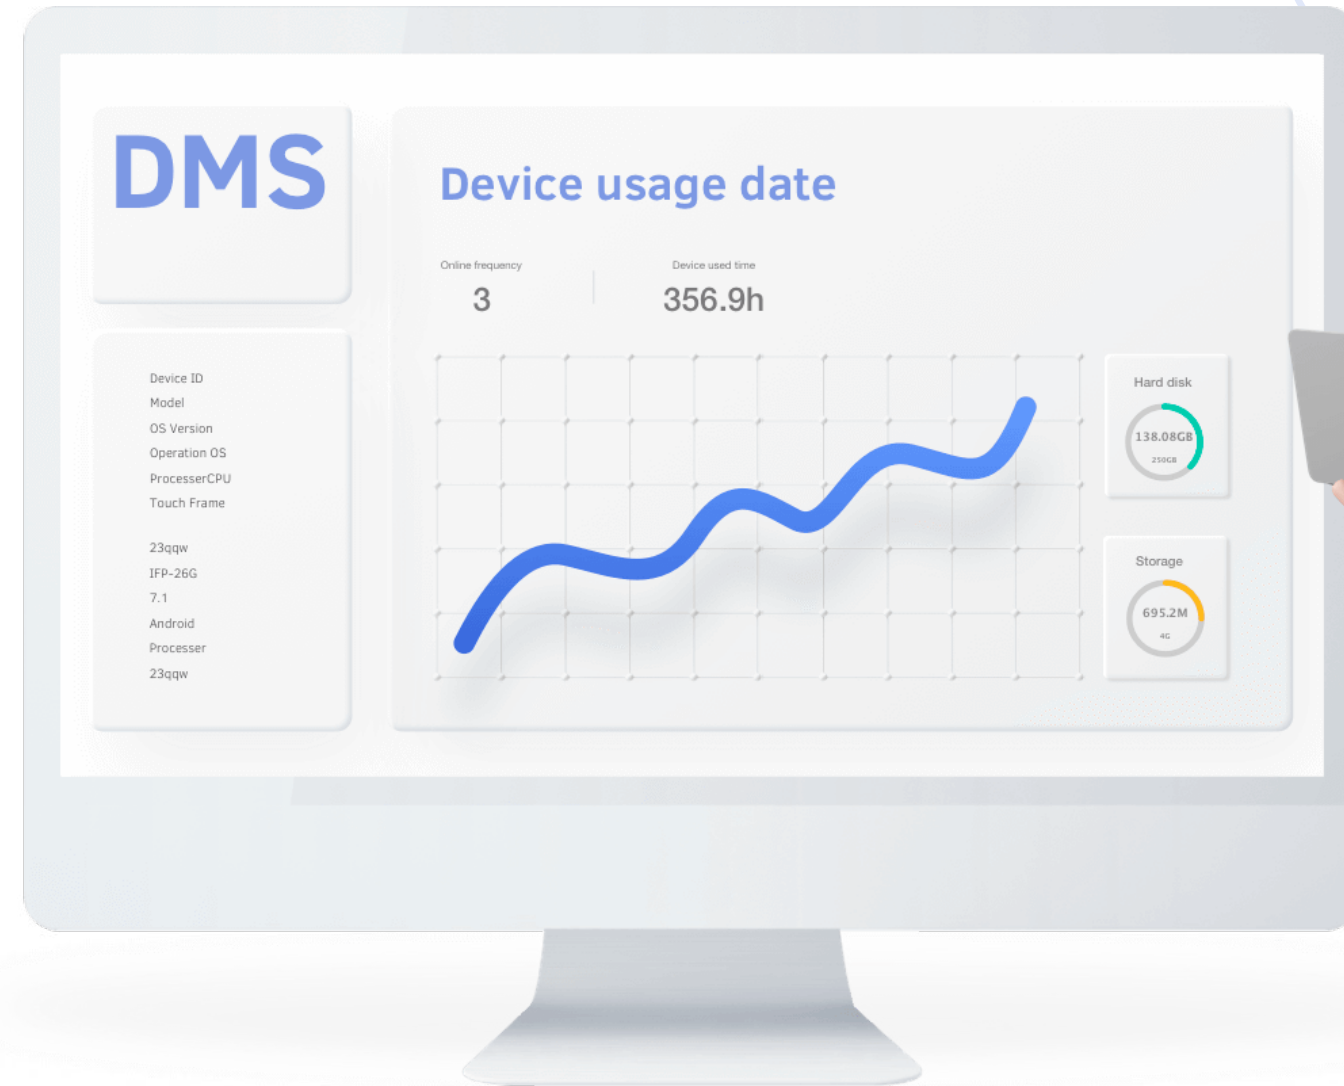 DMS
Device ID
Model
OS Version
Operation OS
ProcesserCPU
Touch Frame
23qqw
IFP-26G
7.1
Android
Processer
23qqw
Device usage date
Online frequency
3
Device used time
356.9h
Hard disk
138.08GB
250GB
Storage
695.2M
4G